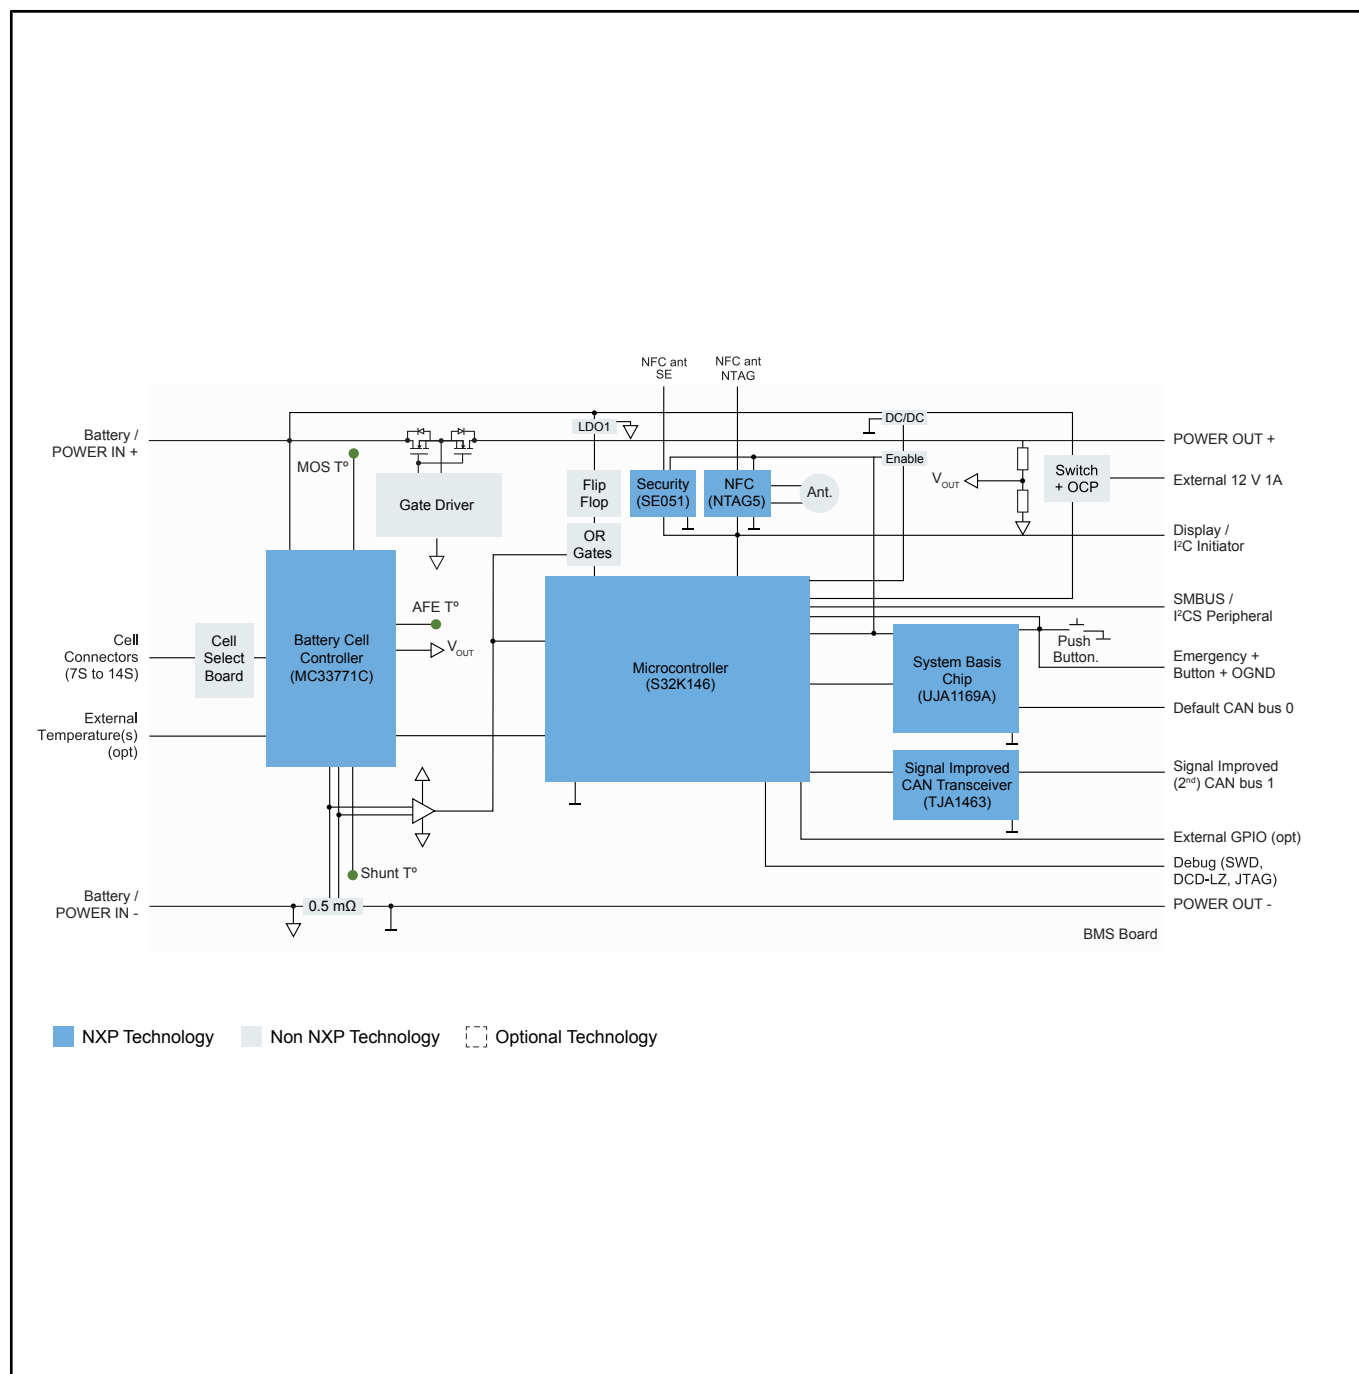 NFC ant
SE
NFC ant
NTAG
Battery /
POWER IN +
MOS Tº
Gate Driver
LDO1
Flip
Flop
OR
Gates
Security
(SE051)
NFC
(NTAG5)
Ant.
DC/DC
Enable
VOUT
Switch
+ OCP
POWER OUT +
External 12 V 1A
Display /
I²C Initiator
SMBUS /
I²CS Peripheral
Push
Button.
Emergency +
Button + OGND
Default CAN bus 0
Signal Improved
(2nd) CAN bus 1
External GPIO (opt)
Debug (SWD,
DCD-LZ, JTAG)
POWER OUT -
Cell
Connectors
(7S to 14S)
Cell
Select
Board
Battery Cell
Controller
(MC33771C)
AFE Tº
VOUT
Microcontroller
(S32K146)
System Basis
Chip
(UJA1169A)
Signal Improved
CAN Transceiver
(TJA1463)
External
Temperature(s)
(opt)
Shunt Tº
Battery /
POWER IN -
0.5 mΩ
BMS Board
NXP Technology
Non NXP Technology
Optional Technology